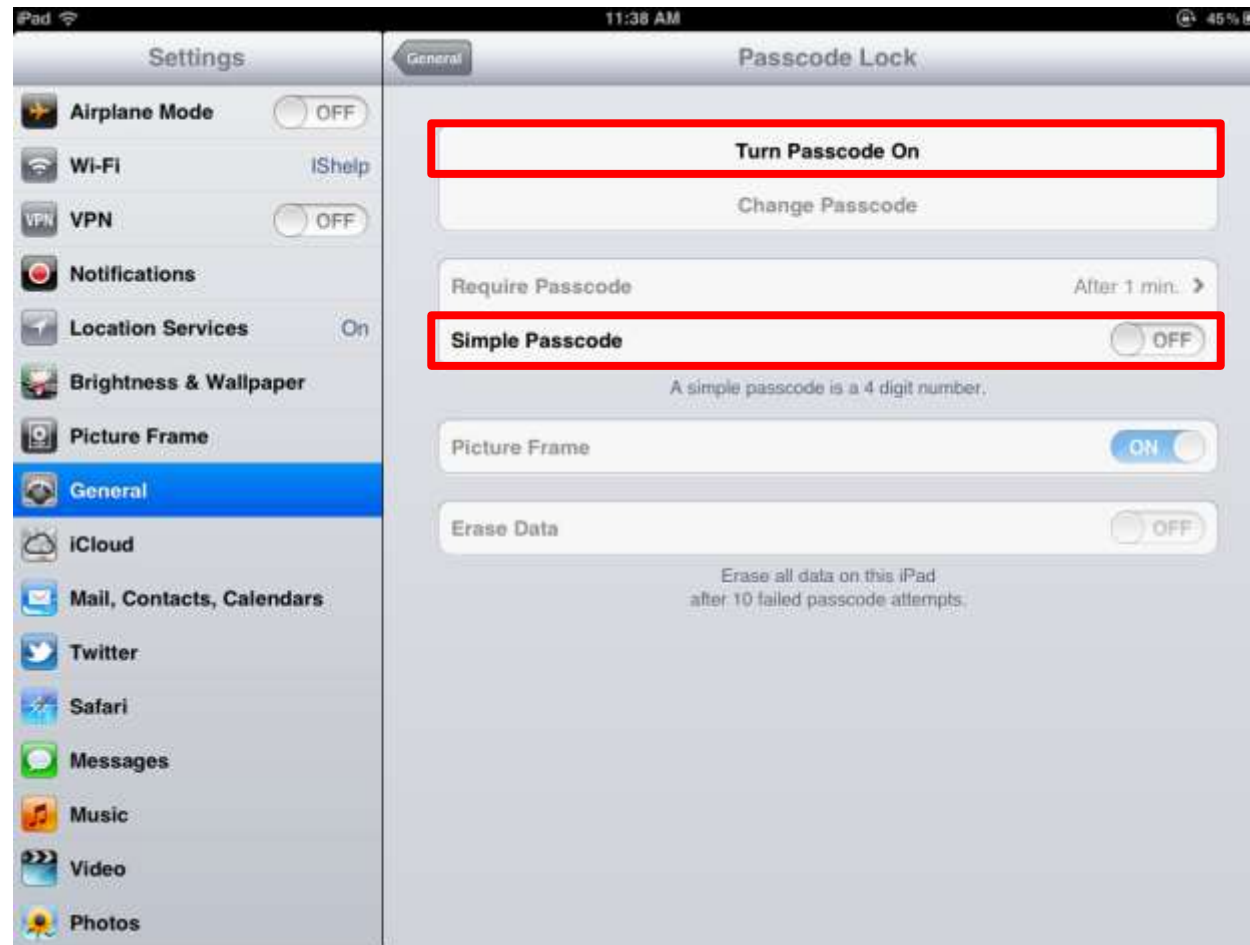 iPad
11:38 AM
45%
Settings
General
Passcode Lock
Airplane Mode OFF
Wi-Fi IShelp
VPN VPN OFF
Notifications
Location Services On
Brightness & Wallpaper
Picture Frame
General
iCloud
Mail, Contacts, Calendars
Twitter
Safari
Messages
Music
Video
Photos
Turn Passcode On
Change Passcode
Require Passcode After 1 min.
Simple Passcode OFF
A simple passcode is a 4 digit number.
Picture Frame ON
Erase Data OFF
Erase all data on this iPad
after 10 failed passcode attempts.